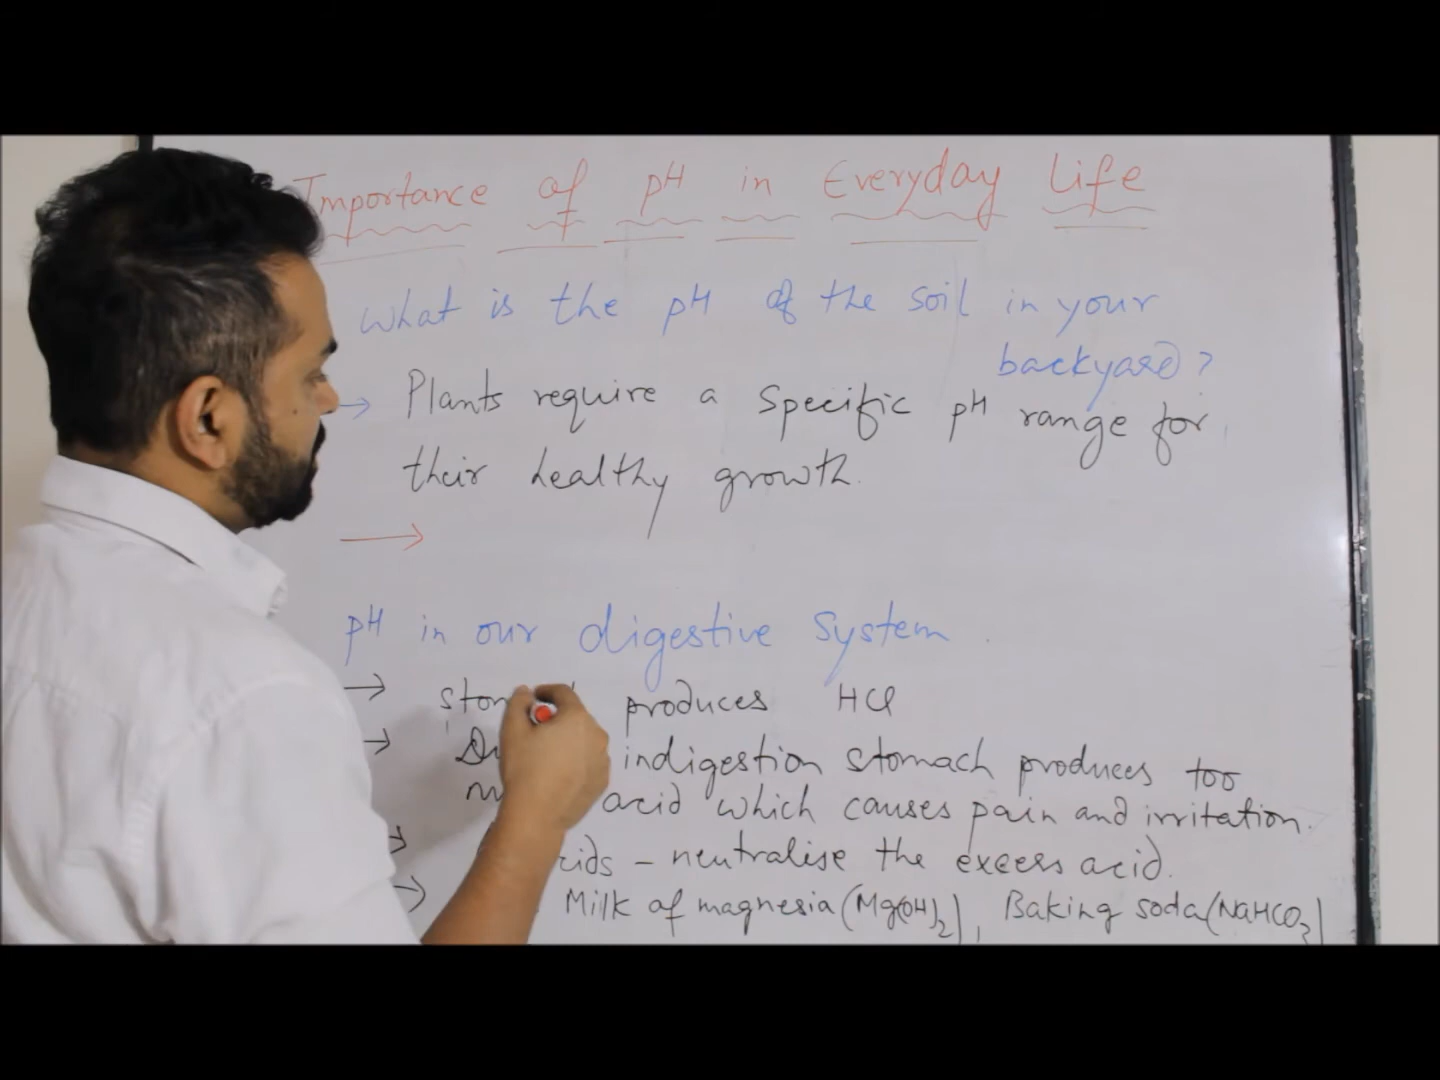 Importance of pH in Everyday Life
What is the pH of the soil in your
backyard?
→ Plants require a specific pH range for
their healthy growth.
→
pH in our digestive system.
→ produces HCl
→ indigestion stomach produces too
acid which causes pain and irritation.
→ – neutralise the excess acid.
→ Milk of magnesia (Mg(OH)2), Baking soda (NaHCO3)